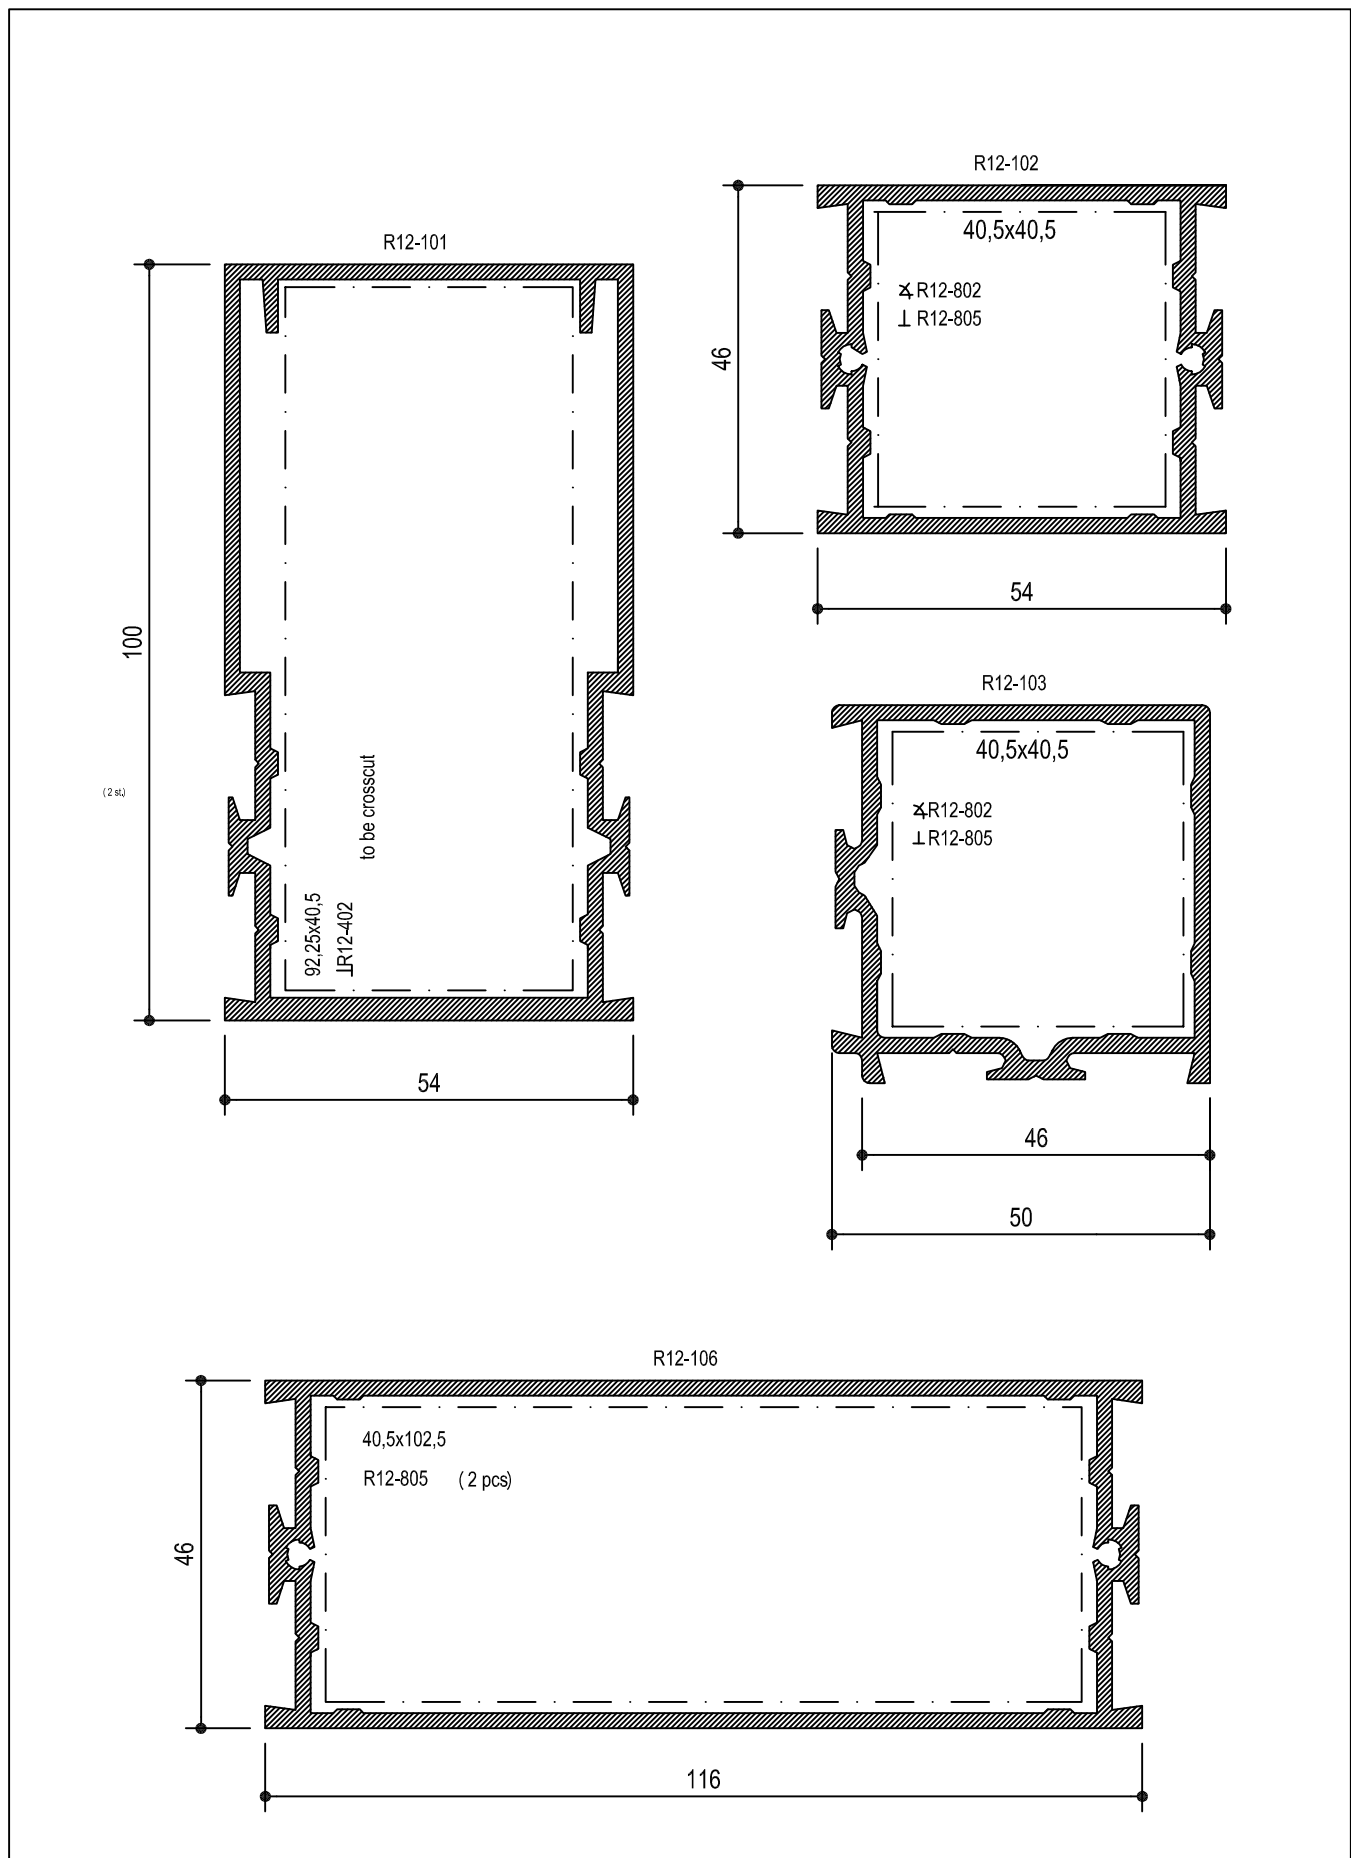 R12-102
46
40,5x40,5
∡ R12-802
⊥ R12-805
54
R12-101
100
(2 st.)
to be crosscut
92,25x40,5
⊥R12-402
54
R12-103
40,5x40,5
∡R12-802
⊥R12-805
46
50
R12-106
46
40,5x102,5
R12-805 (2 pcs)
116